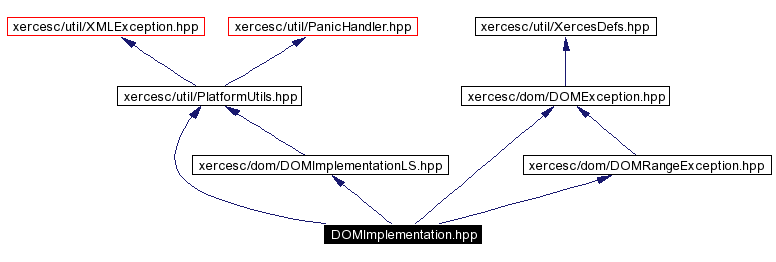 xercesc/util/XMLException.hpp
xercesc/util/PanicHandler.hpp
xercesc/util/XercesDefs.hpp
xercesc/util/PlatformUtils.hpp
xercesc/dom/DOMException.hpp
xercesc/dom/DOMImplementationLS.hpp
xercesc/dom/DOMRangeException.hpp
DOMImplementation.hpp